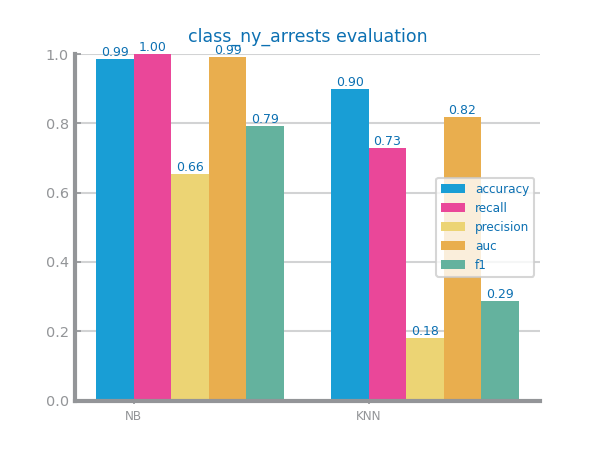 class_ny_arrests evaluation
1.0
0.8
0.6
0.4
0.2
0.0
0.99
1.00
0.66
0.99
0.79
0.90
0.73
0.18
0.82
0.29
accuracy
recall
precision
auc
f1
NB
KNN